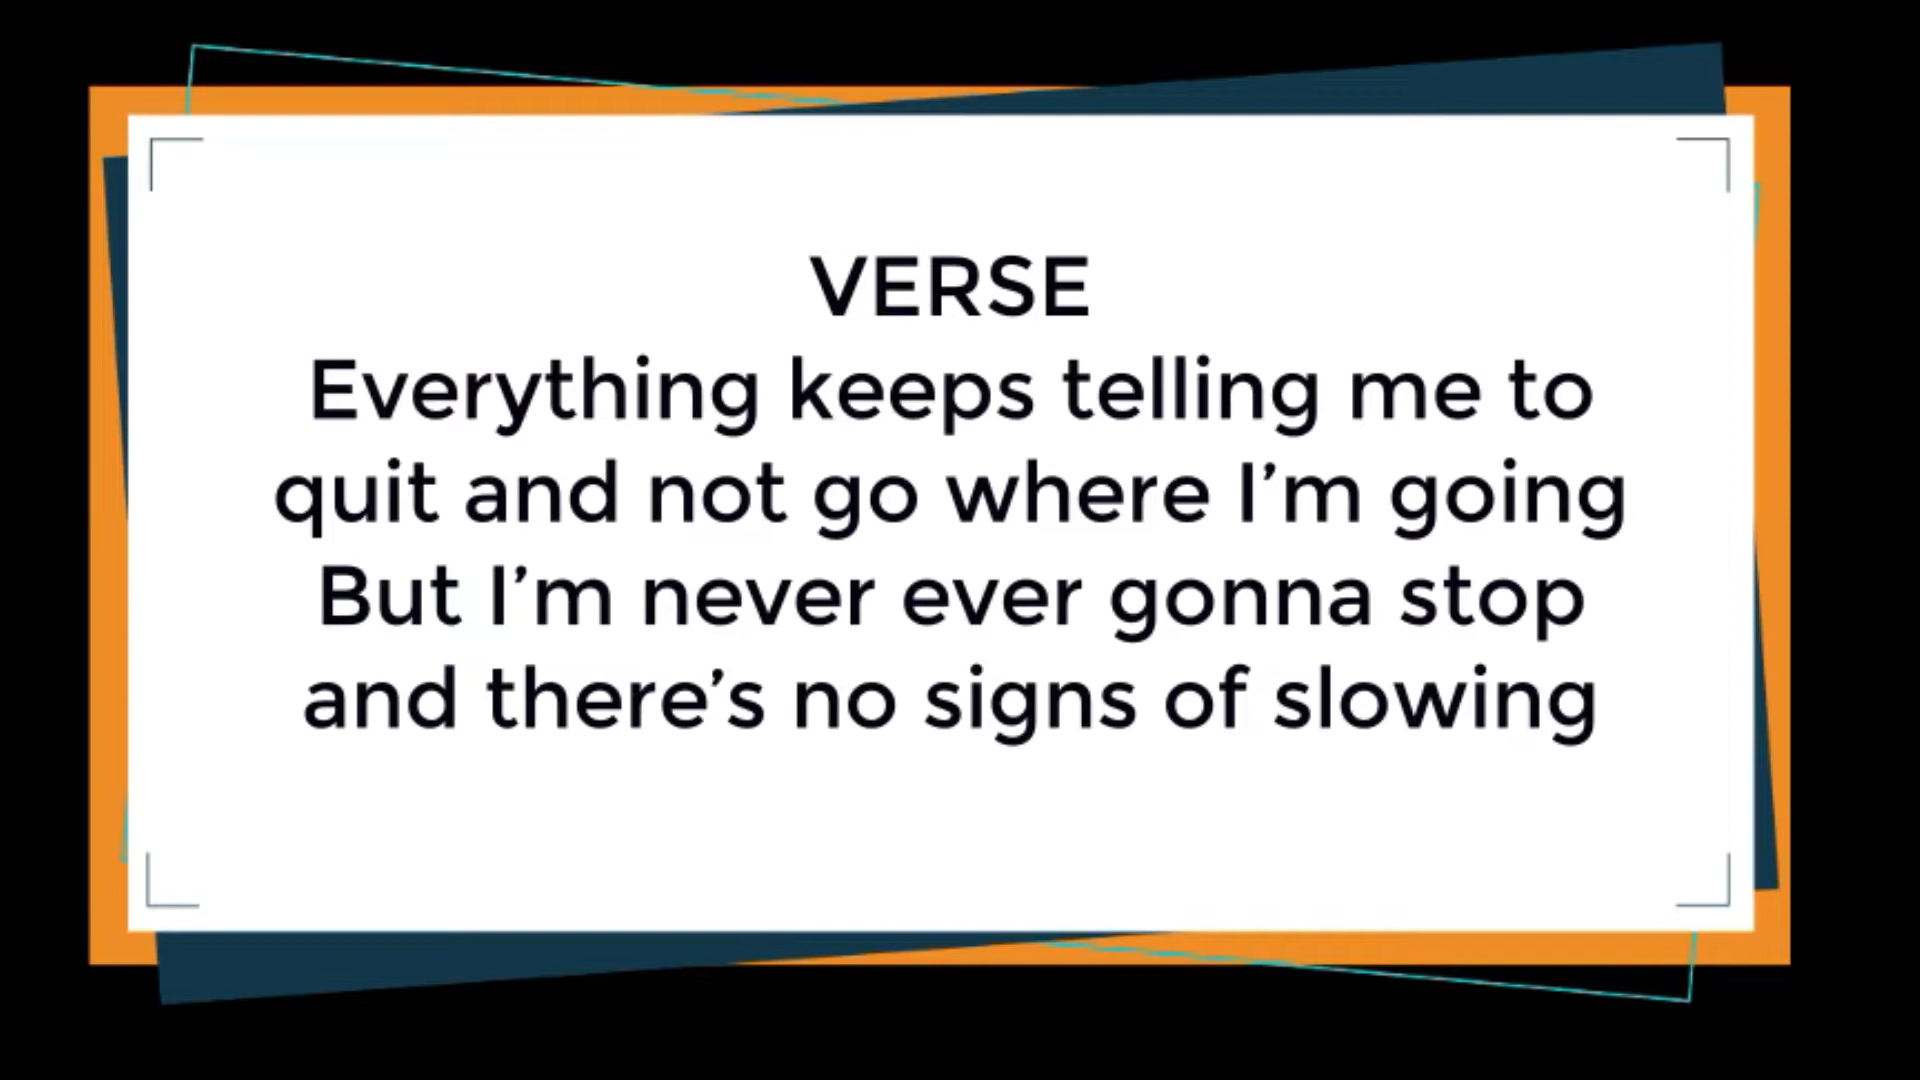 VERSE
Everything keeps telling me to
quit and not go where I’m going
But I’m never ever gonna stop
and there’s no signs of slowing